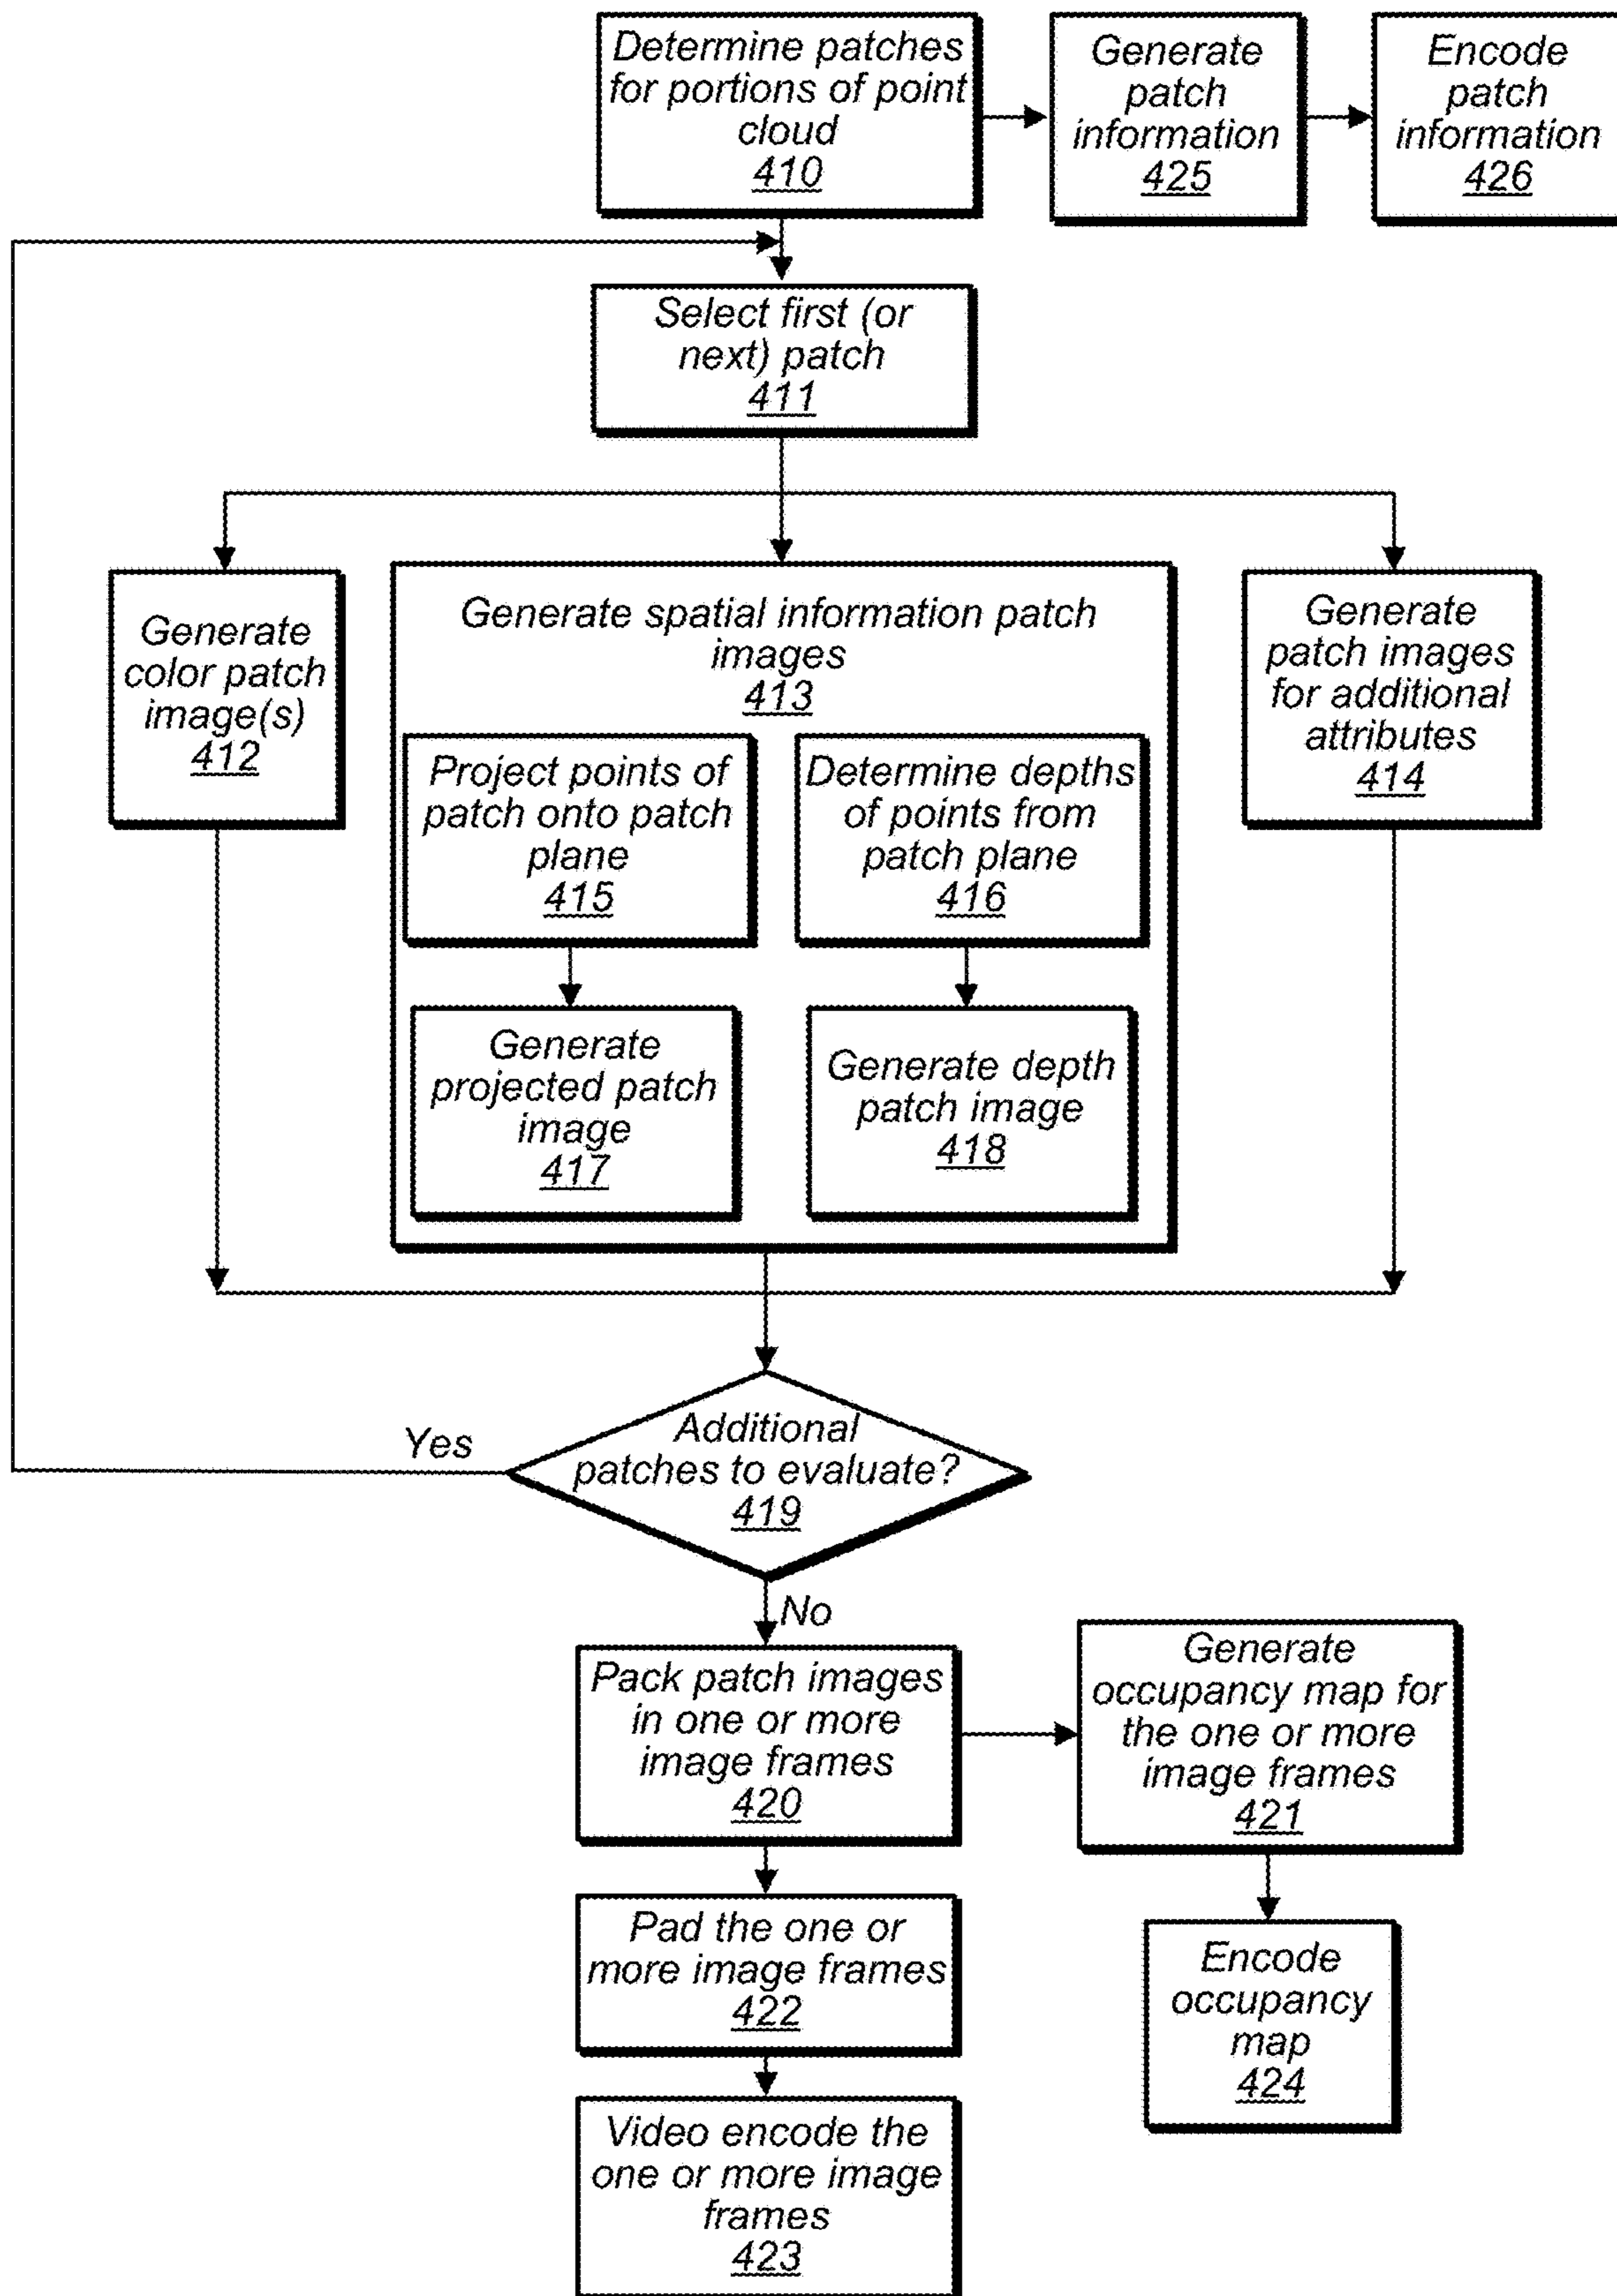 Determine patches
for portions of point
cloud
410
Generate
patch
information
425
Encode
patch
information
426
Select first (or
next) patch
411
Generate
color patch
image(s)
412
Generate spatial information patch
images
413
Project points of
patch onto patch
plane
415
Determine depths
of points from
patch plane
416
Generate
projected patch
image
417
Generate depth
patch image
418
Generate
patch images
for additional
attributes
414
Additional
patches to evaluate?
419
Yes
No
Pack patch images
in one or more
image frames
420
Generate
occupancy map for
the one or more
image frames
421
Pad the one or
more image frames
422
Encode
occupancy
map
424
Video encode the
one or more image
frames
423